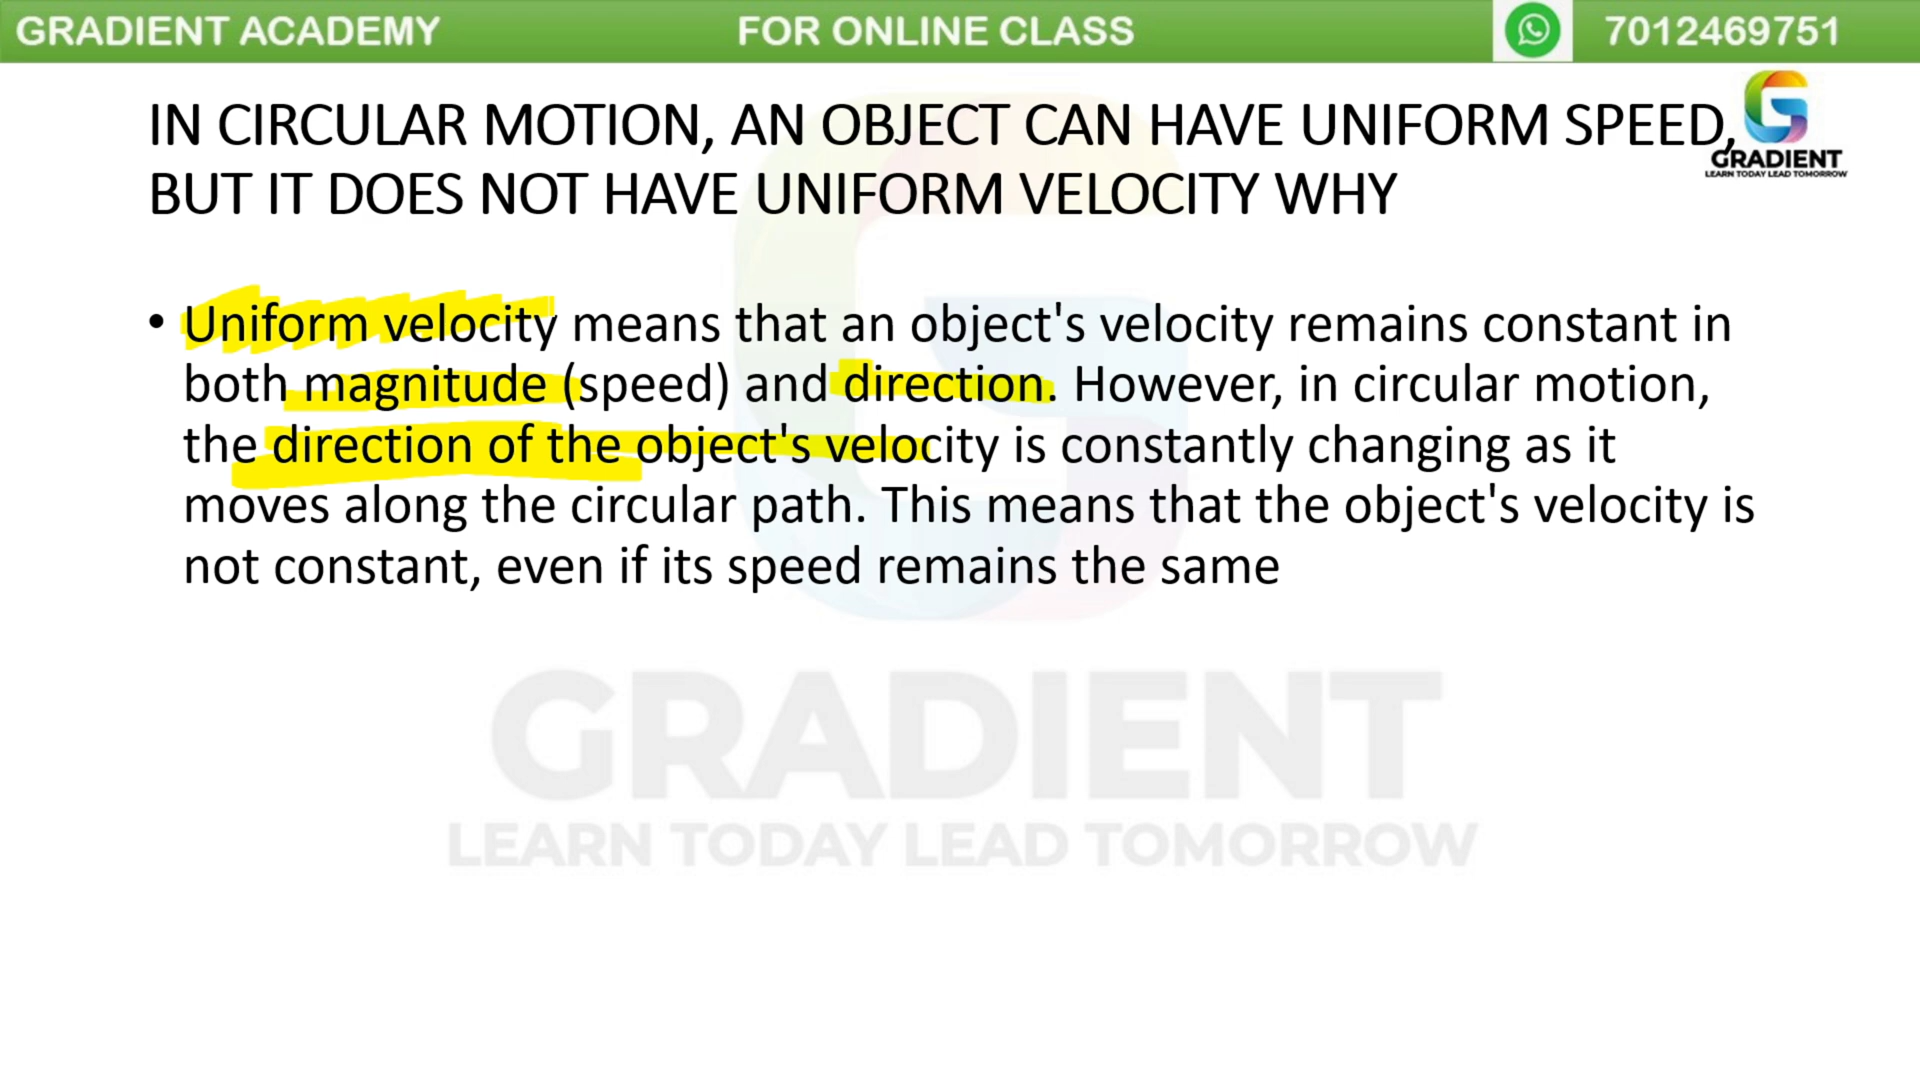 GRADIENT ACADEMY FOR ONLINE CLASS 7012469751
IN CIRCULAR MOTION, AN OBJECT CAN HAVE UNIFORM SPEED,
BUT IT DOES NOT HAVE UNIFORM VELOCITY WHY
GRADIENT
LEARN TODAY LEAD TOMORROW
• Uniform velocity means that an object's velocity remains constant in
both magnitude (speed) and direction. However, in circular motion,
the direction of the object's velocity is constantly changing as it
moves along the circular path. This means that the object's velocity is
not constant, even if its speed remains the same
GRADIENT
LEARN TODAY LEAD TOMORROW